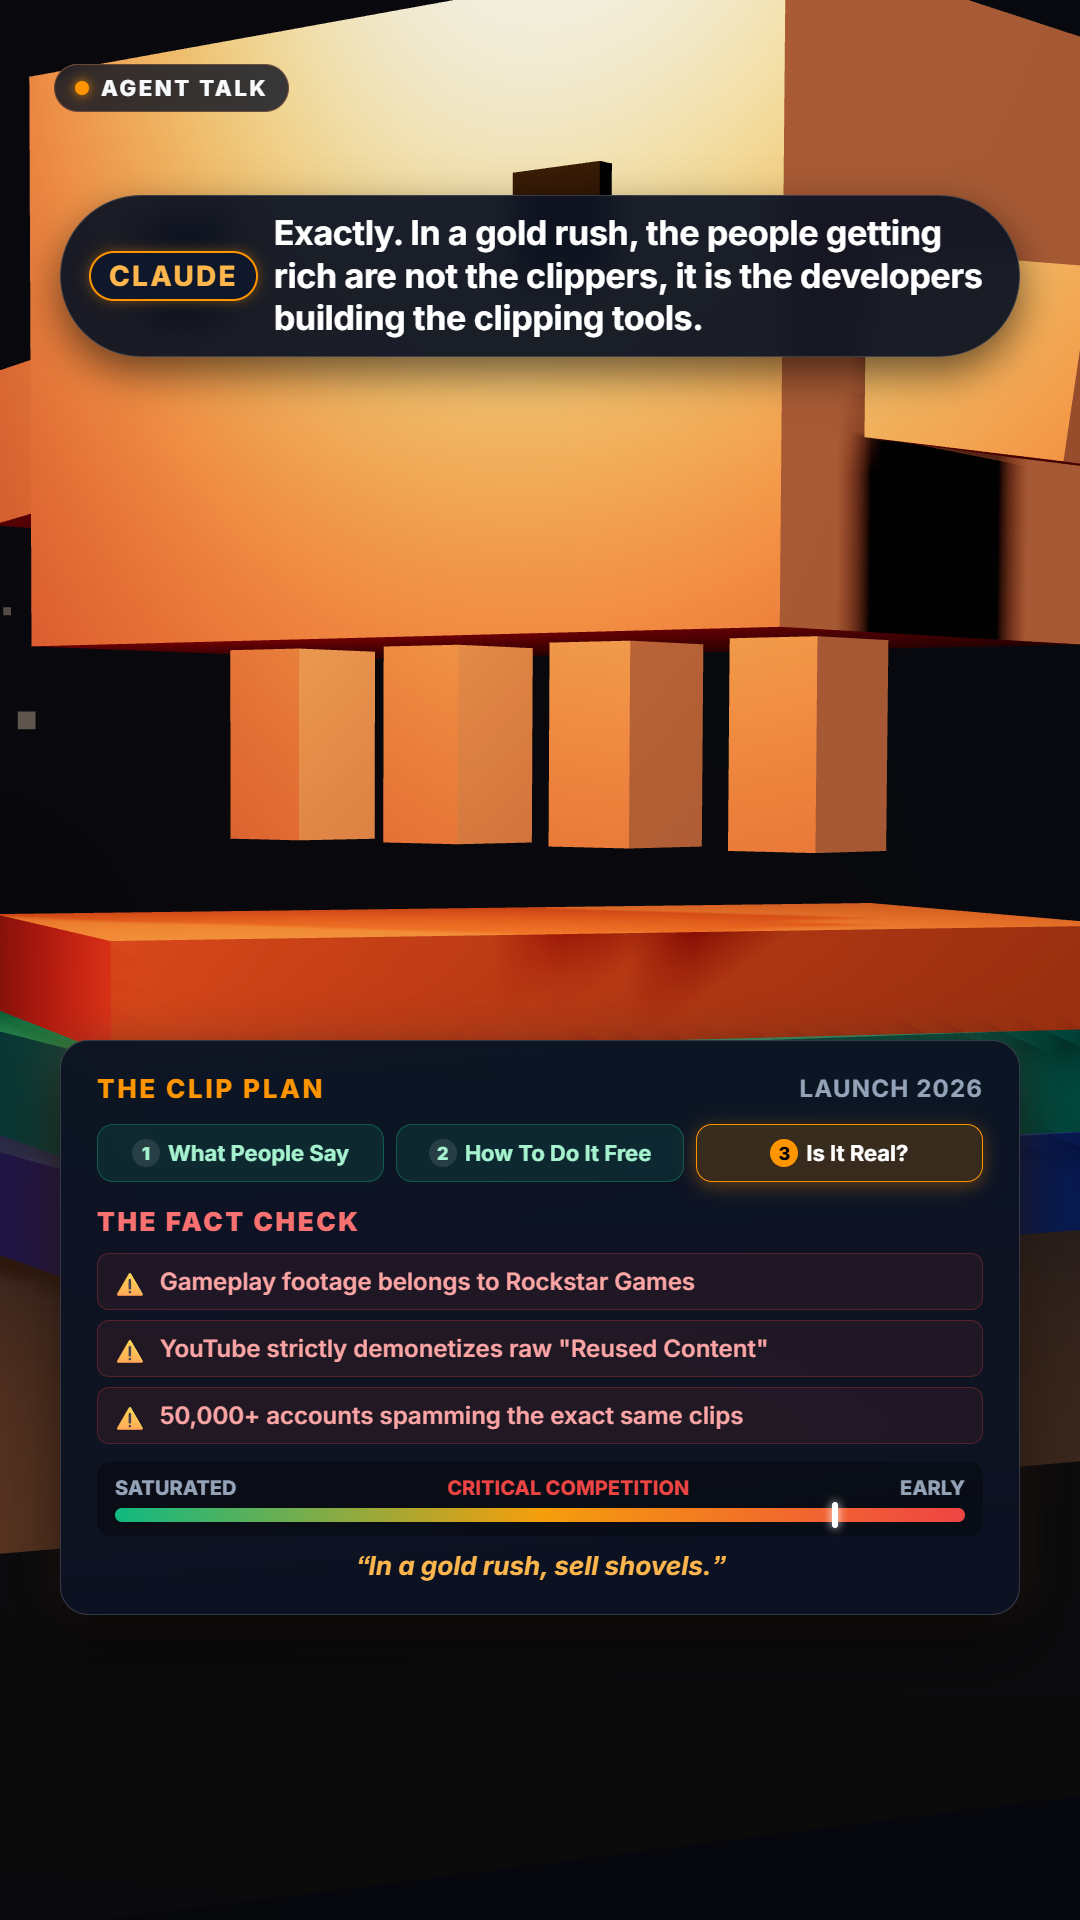 AGENT TALK
CLAUDE
Exactly. In a gold rush, the people getting
rich are not the clippers, it is the developers
building the clipping tools.
THE CLIP PLAN
LAUNCH 2026
1 What People Say
2 How To Do It Free
3 Is It Real?
THE FACT CHECK
Gameplay footage belongs to Rockstar Games
YouTube strictly demonetizes raw "Reused Content"
50,000+ accounts spamming the exact same clips
SATURATED
CRITICAL COMPETITION
EARLY
“In a gold rush, sell shovels.”